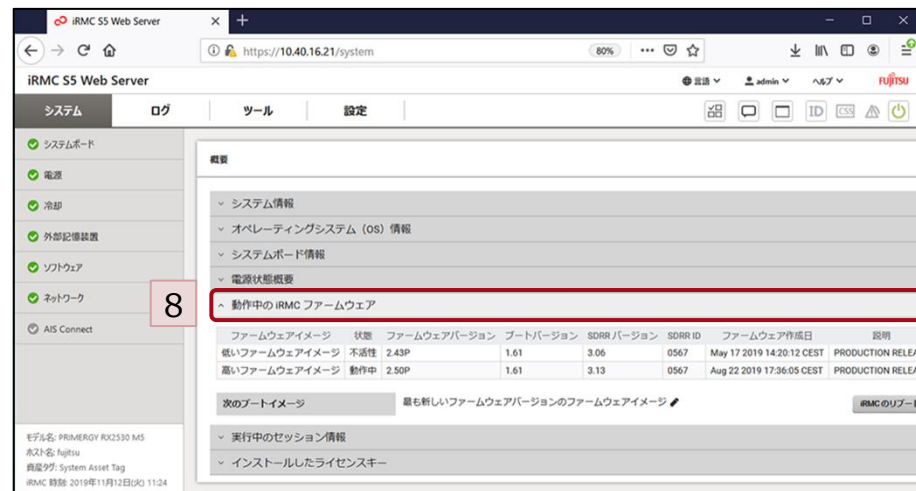 iRMC S5 Web Server
https://10.40.16.21/system
80%
iRMC S5 Web Server
言語
admin
ヘルプ
FUJITSU
システム
ログ
ツール
設定
ID
CSS
システムボード
電源
冷却
外部記憶装置
ソフトウェア
ネットワーク
AIS Connect
概要
システム情報
オペレーティングシステム（OS）情報
システムボード情報
電源状態概要
8
動作中の iRMC ファームウェア
ファームウェアイメージ 状態 ファームウェアバージョン ブートバージョン SDRR バージョン SDRR ID ファームウェア作成日 説明
低いファームウェアイメージ 不活性 2.43P 1.61 3.06 0567 May 17 2019 14:20:12 CEST PRODUCTION RELEA
高いファームウェアイメージ 動作中 2.50P 1.61 3.13 0567 Aug 22 2019 17:36:05 CEST PRODUCTION RELEA
次のブートイメージ 最も新しいファームウェアバージョンのファームウェアイメージ
iRMC のリブー
実行中のセッション情報
インストールしたライセンスキー
モデル名: PRIMERGY RX2530 M5
ホスト名: fujitsu
資産タグ: System Asset Tag
iRMC 時刻: 2019年11月12日(火) 11:24